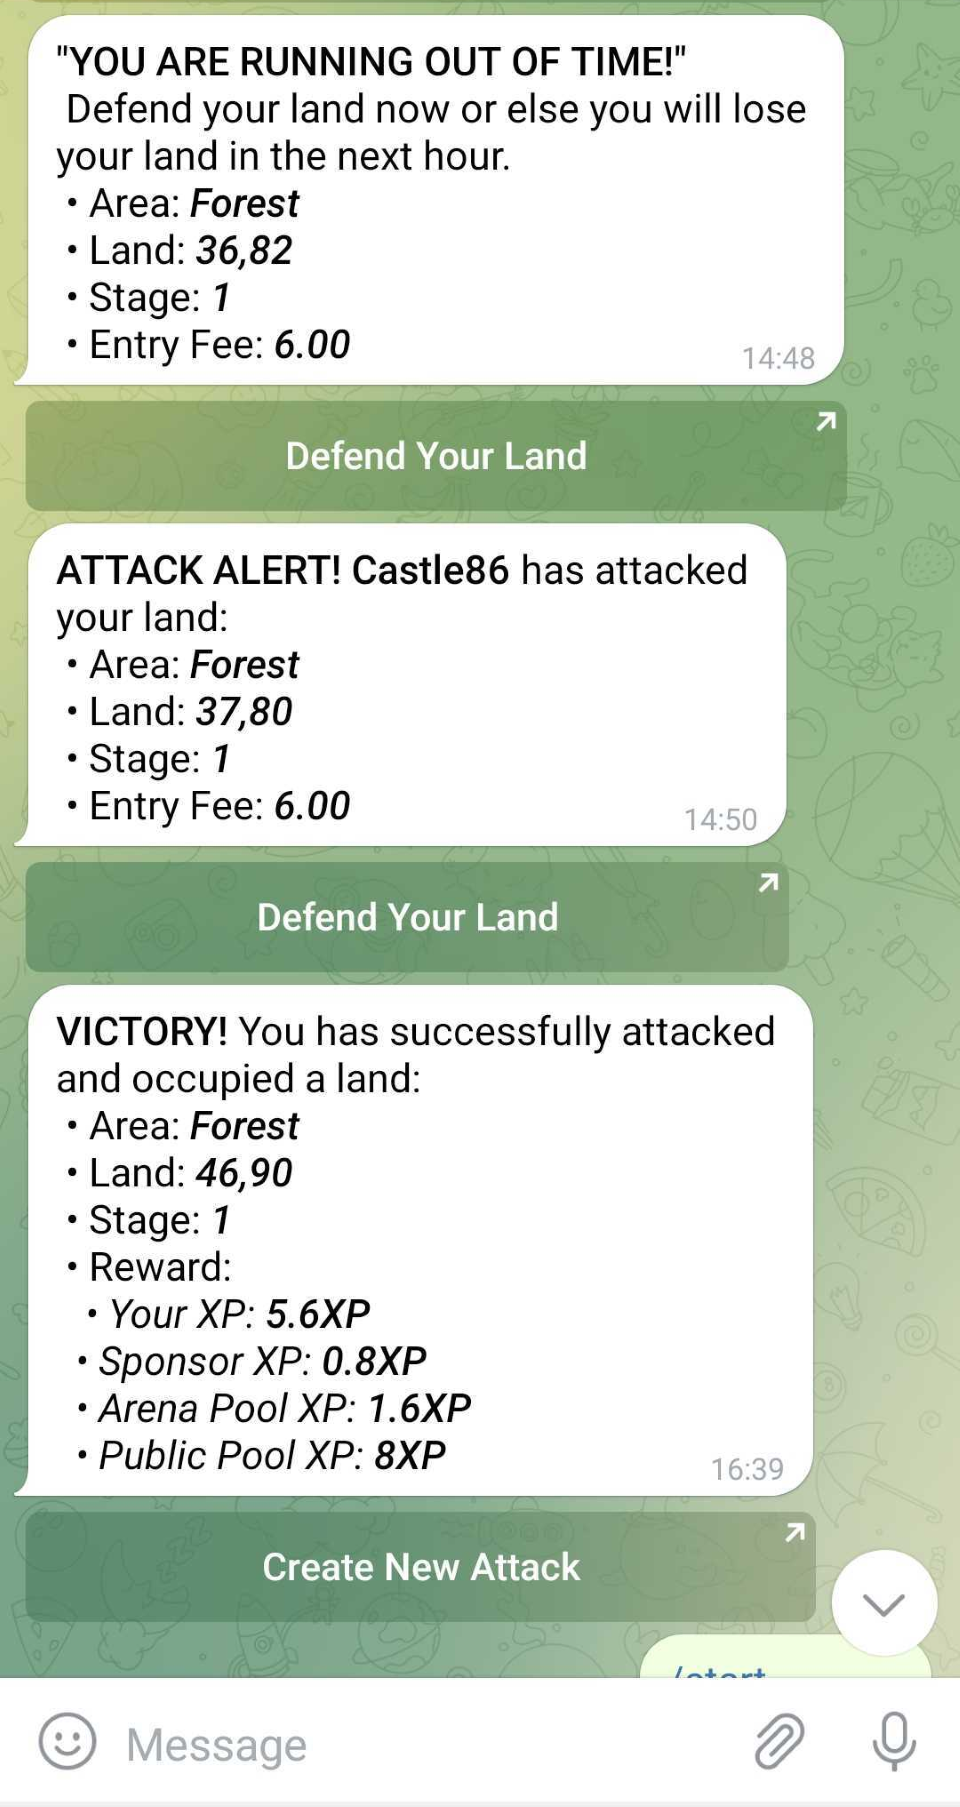 "YOU ARE RUNNING OUT OF TIME!"
Defend your land now or else you will lose
your land in the next hour.
• Area: Forest
• Land: 36,82
• Stage: 1
• Entry Fee: 6.00
14:48
Defend Your Land
ATTACK ALERT! Castle86 has attacked
your land:
• Area: Forest
• Land: 37,80
• Stage: 1
• Entry Fee: 6.00
14:50
Defend Your Land
VICTORY! You has successfully attacked
and occupied a land:
• Area: Forest
• Land: 46,90
• Stage: 1
• Reward:
• Your XP: 5.6XP
• Sponsor XP: 0.8XP
• Arena Pool XP: 1.6XP
• Public Pool XP: 8XP
16:39
Create New Attack
/start
Message